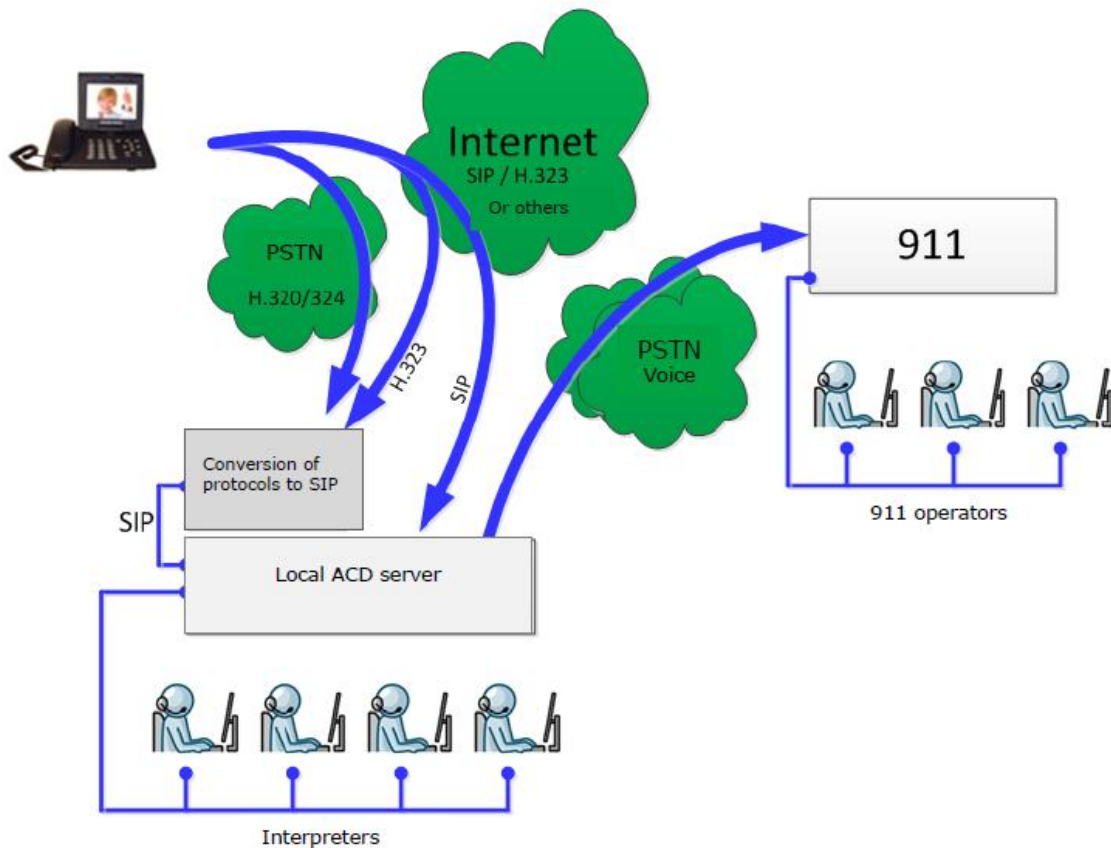 Internet
SIP / H.323
Or others
PSTN
H.320/324
911
H.323
SIP
PSTN
Voice
Conversion of
protocols to SIP
SIP
911 operators
Local ACD server
Interpreters